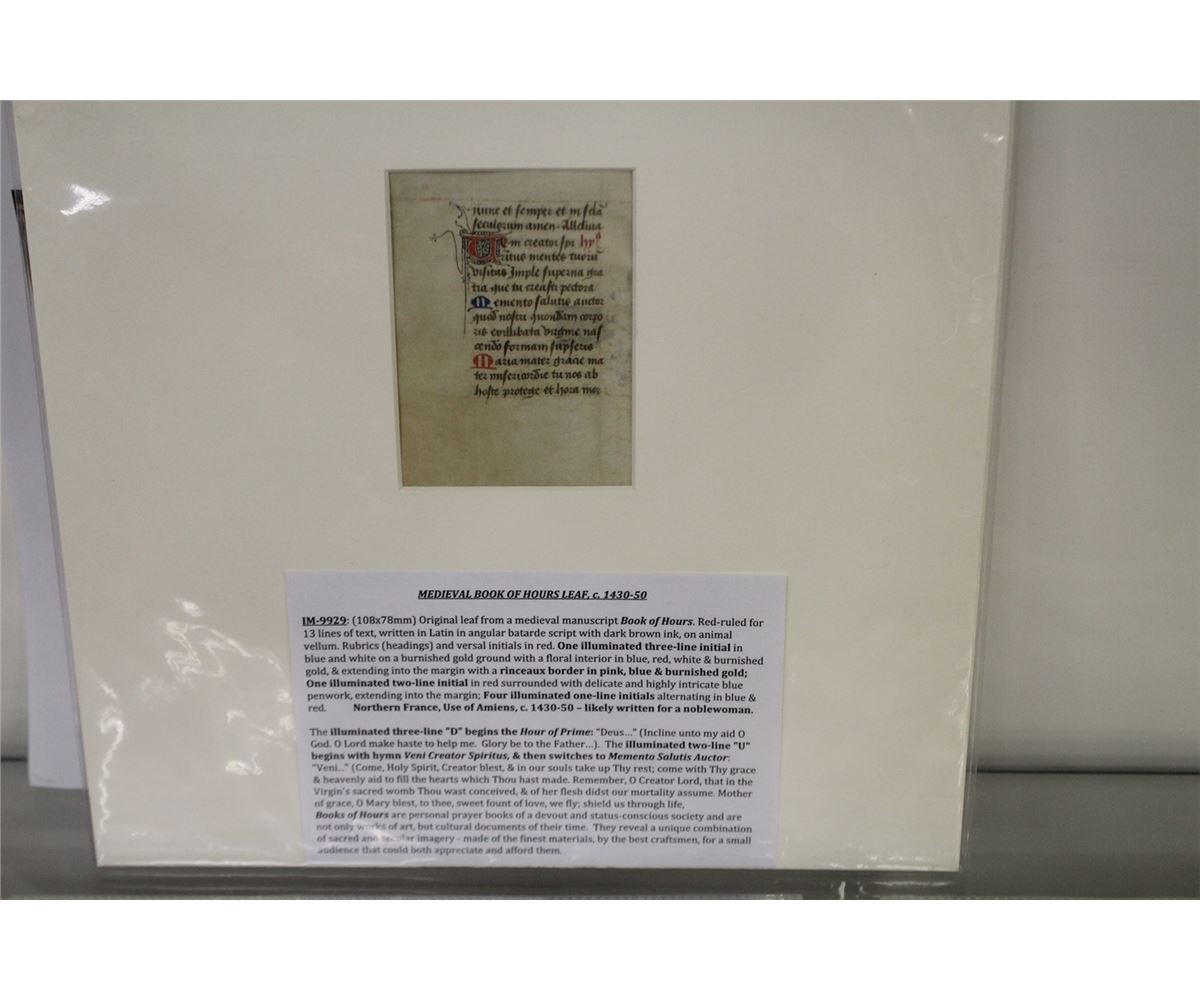 nunc et semper et in scła
seculorum amen. Alleluia
Uem creator spi hyp
ritus mentes tuorū
visita Imple superna gra
tia que tu creasti pectora
Memento salutis auctor
quod nostri quondam corpo
ris exillibata virgine nas
cendo formam sūpseris
Maria mater gracie ma
ter misericordie tu nos ab
hoste protege et hora mor
MEDIEVAL BOOK OF HOURS LEAF, c. 1430-50
IM-9929: (108x78mm) Original leaf from a medieval manuscript Book of Hours. Red-ruled for
13 lines of text, written in Latin in angular batarde script with dark brown ink, on animal
vellum. Rubrics (headings) and versal initials in red. One illuminated three-line initial in
blue and white on a burnished gold ground with a floral interior in blue, red, white & burnished
gold, & extending into the margin with a rinceaux border in pink, blue & burnished gold;
One illuminated two-line initial in red surrounded with delicate and highly intricate blue
penwork, extending into the margin; Four illuminated one-line initials alternating in blue &
red. Northern France, Use of Amiens, c. 1430-50 – likely written for a noblewoman.
The illuminated three-line "D" begins the Hour of Prime: "Deus..." (Incline unto my aid O
God. O Lord make haste to help me. Glory be to the Father...). The illuminated two-line "U"
begins with hymn Veni Creator Spiritus, & then switches to Memento Salutis Auctor:
"Veni..." (Come, Holy Spirit, Creator blest, & in our souls take up Thy rest; come with Thy grace
& heavenly aid to fill the hearts which Thou hast made. Remember, O Creator Lord, that in the
Virgin's sacred womb Thou wast conceived, & of her flesh didst our mortality assume. Mother
of grace, O Mary blest, to thee, sweet fount of love, we fly; shield us through life,
Books of Hours are personal prayer books of a devout and status-conscious society and are
not only works of art, but cultural documents of their time. They reveal a unique combination
of sacred and secular imagery - made of the finest materials, by the best craftsmen, for a small
audience that could both appreciate and afford them.